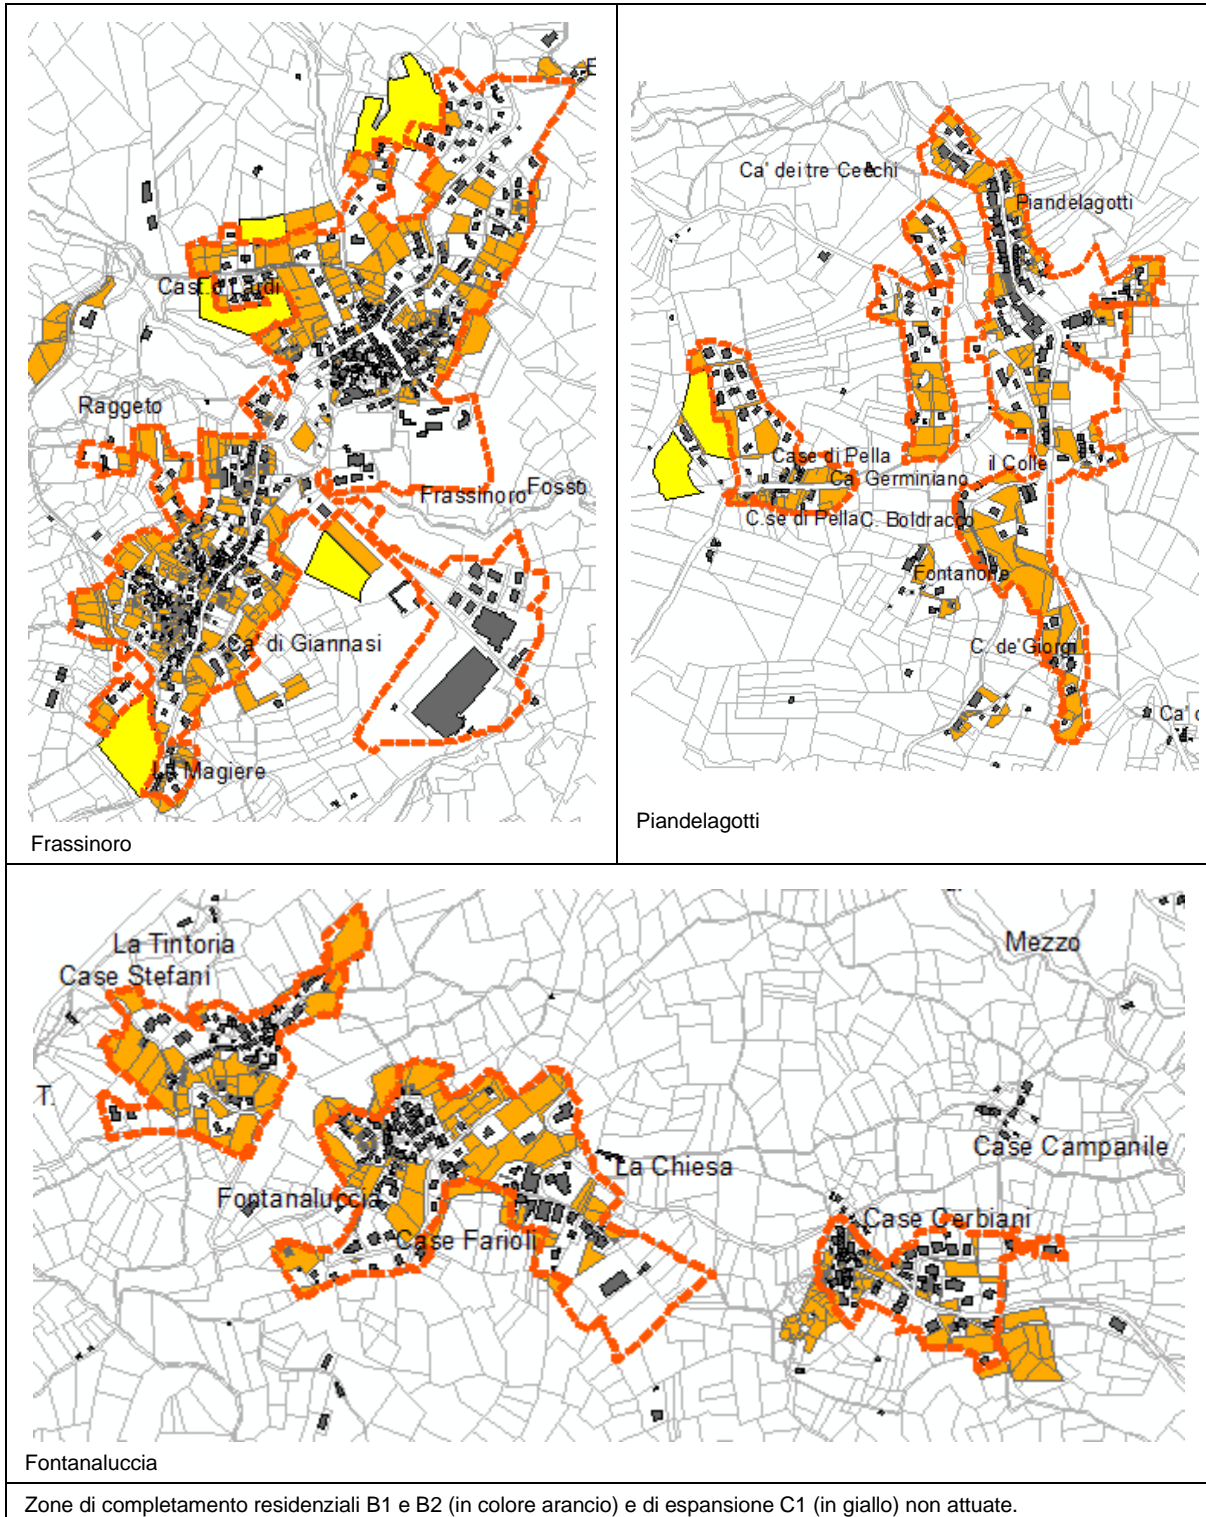 E
Cast. o Lardi
Raggeto
Frassinoro
Fosso
Ca' di Giannasi
Le Magiere
Frassinoro
Ca' dei tre Cecchi
Piandelagotti
Case di Pella
il Colle
Ca' Germiniano
C.se di Pella
C. Boldracco
Fontanone
C. de'Giorgi
Ca' c
Piandelagotti
La Tintoria
Case Stefani
Mezzo
T.
Case Campanile
La Chiesa
Fontanaluccia
Case Farioli
Case Cerbiani
Fontanaluccia
Zone di completamento residenziali B1 e B2 (in colore arancio) e di espansione C1 (in giallo) non attuate.